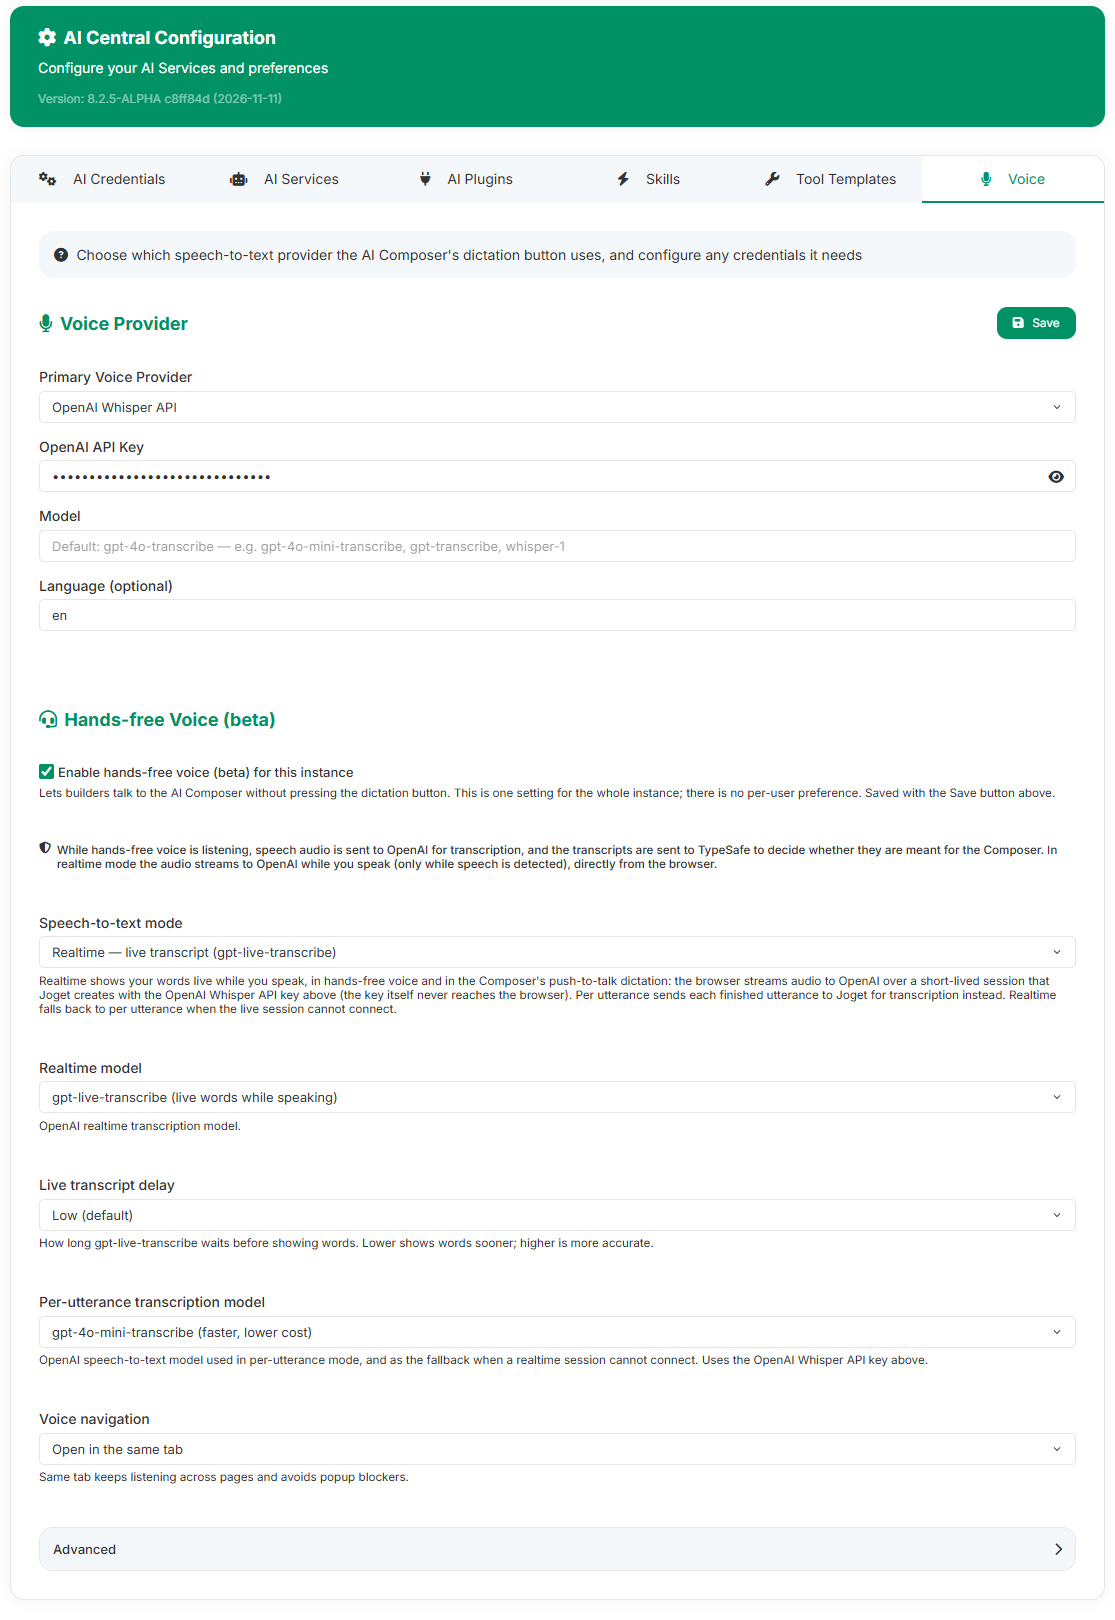 AI Central Configuration
Configure your AI Services and preferences
Version: 8.2.5-ALPHA c8ff84d (2026-11-11)
AI Credentials
AI Services
AI Plugins
Skills
Tool Templates
Voice
Choose which speech-to-text provider the AI Composer's dictation button uses, and configure any credentials it needs
Voice Provider
Save
Primary Voice Provider
OpenAI Whisper API
OpenAI API Key
••••••••••••••••••••••••••••••
Model
Default: gpt-4o-transcribe — e.g. gpt-4o-mini-transcribe, gpt-transcribe, whisper-1
Language (optional)
en
Hands-free Voice (beta)
Enable hands-free voice (beta) for this instance
Lets builders talk to the AI Composer without pressing the dictation button. This is one setting for the whole instance; there is no per-user preference. Saved with the Save button above.
While hands-free voice is listening, speech audio is sent to OpenAI for transcription, and the transcripts are sent to TypeSafe to decide whether they are meant for the Composer. In
realtime mode the audio streams to OpenAI while you speak (only while speech is detected), directly from the browser.
Speech-to-text mode
Realtime — live transcript (gpt-live-transcribe)
Realtime shows your words live while you speak, in hands-free voice and in the Composer's push-to-talk dictation: the browser streams audio to OpenAI over a short-lived session that
Joget creates with the OpenAI Whisper API key above (the key itself never reaches the browser). Per utterance sends each finished utterance to Joget for transcription instead. Realtime
falls back to per utterance when the live session cannot connect.
Realtime model
gpt-live-transcribe (live words while speaking)
OpenAI realtime transcription model.
Live transcript delay
Low (default)
How long gpt-live-transcribe waits before showing words. Lower shows words sooner; higher is more accurate.
Per-utterance transcription model
gpt-4o-mini-transcribe (faster, lower cost)
OpenAI speech-to-text model used in per-utterance mode, and as the fallback when a realtime session cannot connect. Uses the OpenAI Whisper API key above.
Voice navigation
Open in the same tab
Same tab keeps listening across pages and avoids popup blockers.
Advanced